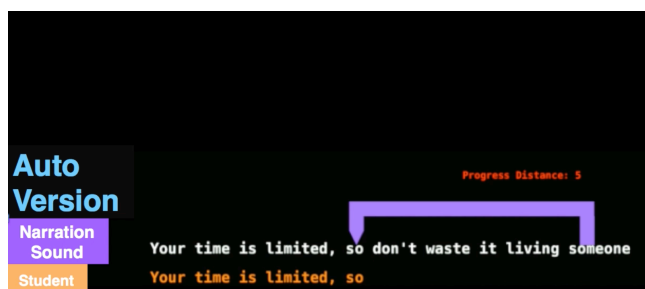 Auto
Version
Progress Distance: 5
Narration
Sound
Your time is limited, so don't waste it living someone
Student
Your time is limited, so